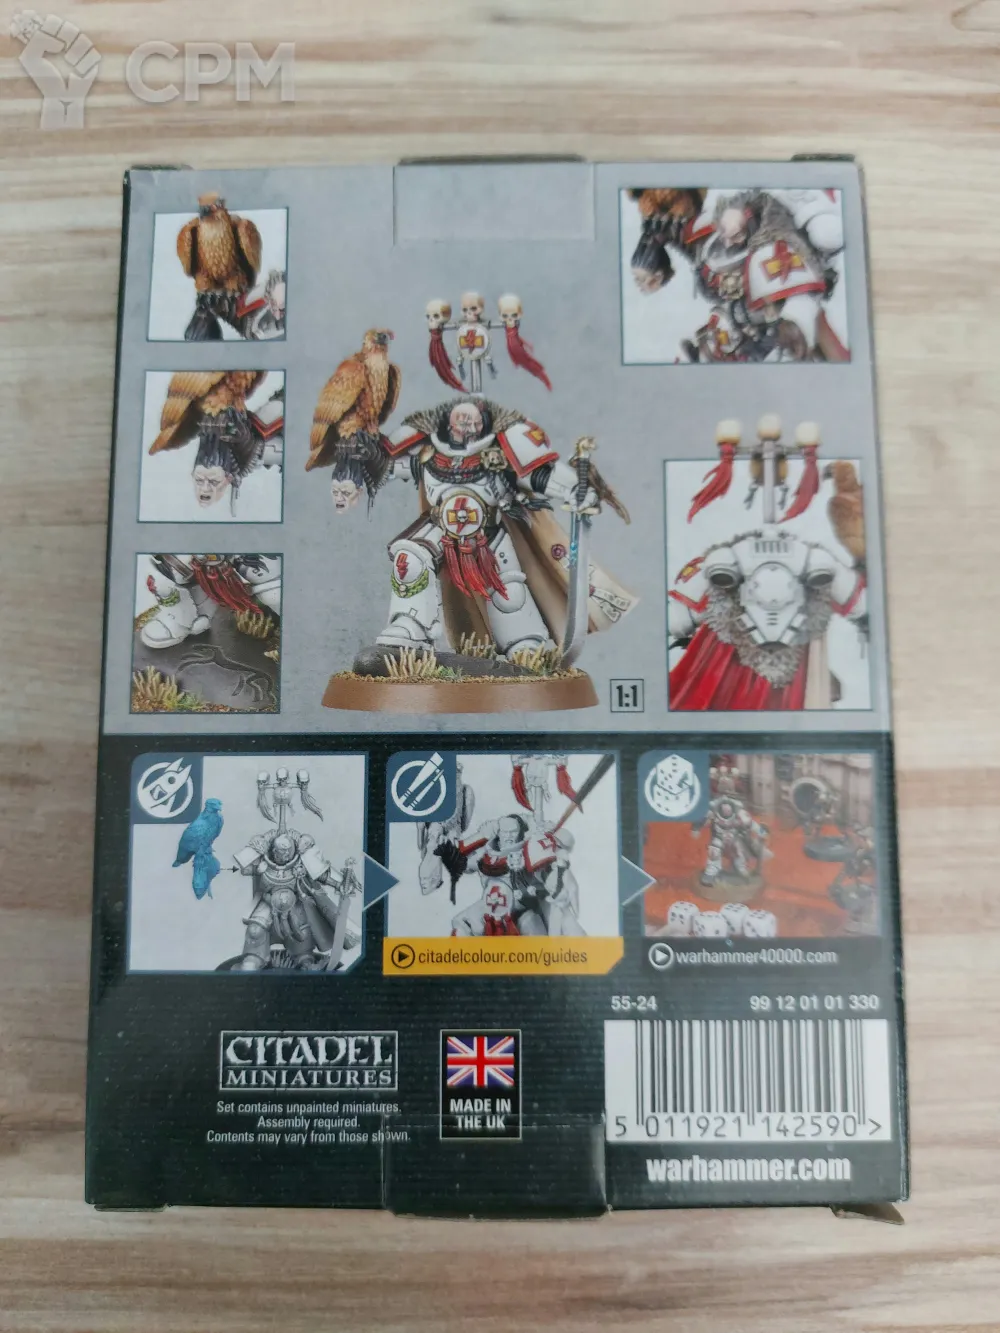 CPM
1:1
citadelcolour.com/guides
warhammer40000.com
55-24
99 12 01 01 330
CITADEL
MINIATURES
Set contains unpainted miniatures.
Assembly required.
Contents may vary from those shown.
MADE IN
THE UK
5 011921 142590 >
warhammer.com